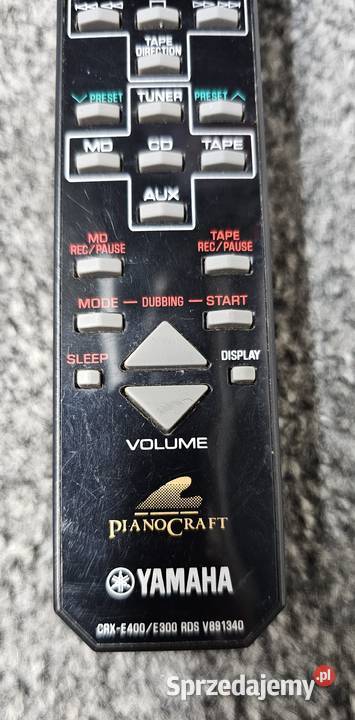 TAPE
DIRECTION
PRESET TUNER PRESET
MD CD TAPE
AUX
MD
REC/PAUSE
TAPE
REC/PAUSE
MODE — DUBBING — START
SLEEP DISPLAY
VOLUME
PIANOCRAFT
YAMAHA
CRX-E400/E300 RDS V891340
Sprzedajemy.pl